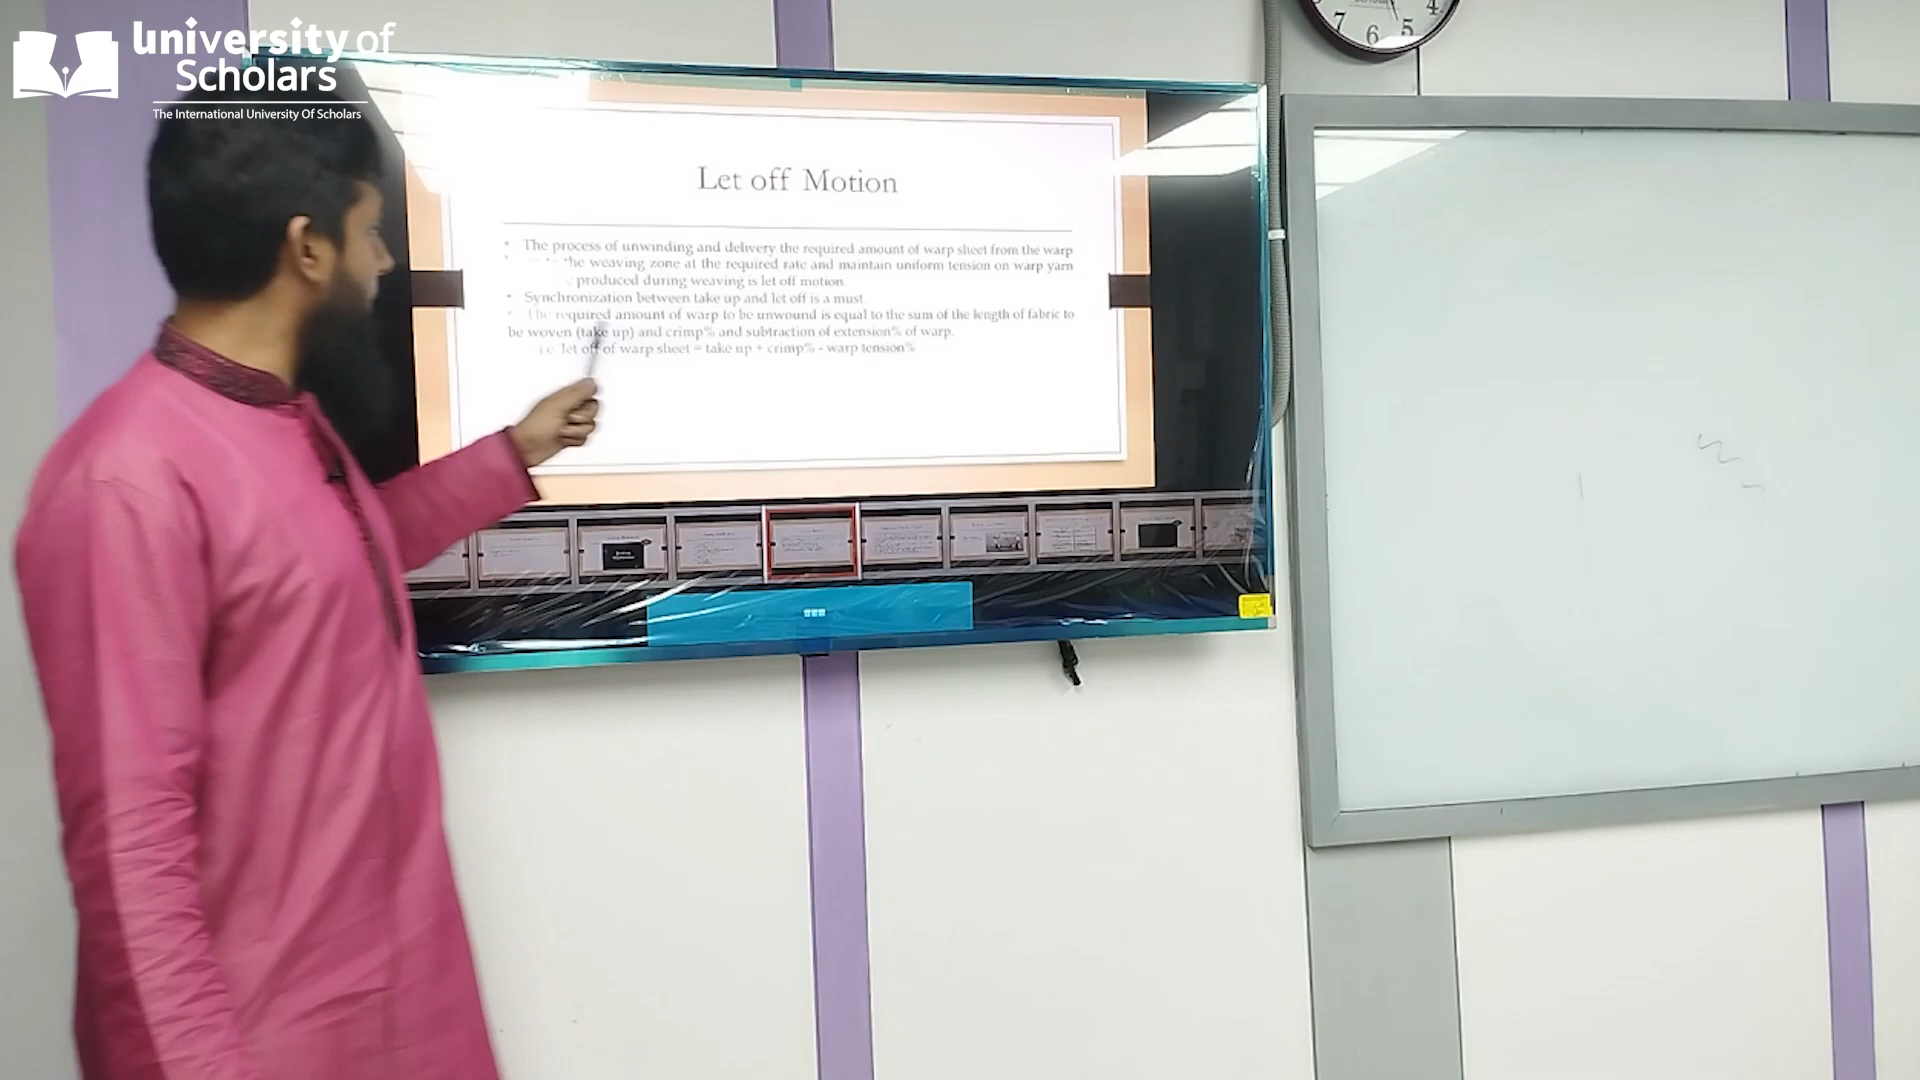 University of
Scholars
The International University Of Scholars
7 6 5 4
Let off Motion
• The process of unwinding and delivery the required amount of warp sheet from the warp
the weaving zone at the required rate and maintain uniform tension on warp yarn
produced during weaving is let off motion.
• Synchronization between take up and let off is a must.
• The required amount of warp to be unwound is equal to the sum of the length of fabric to
be woven (take up) and crimp% and subtraction of extension% of warp.
i.e. let off of warp sheet = take up + crimp% - warp tension%